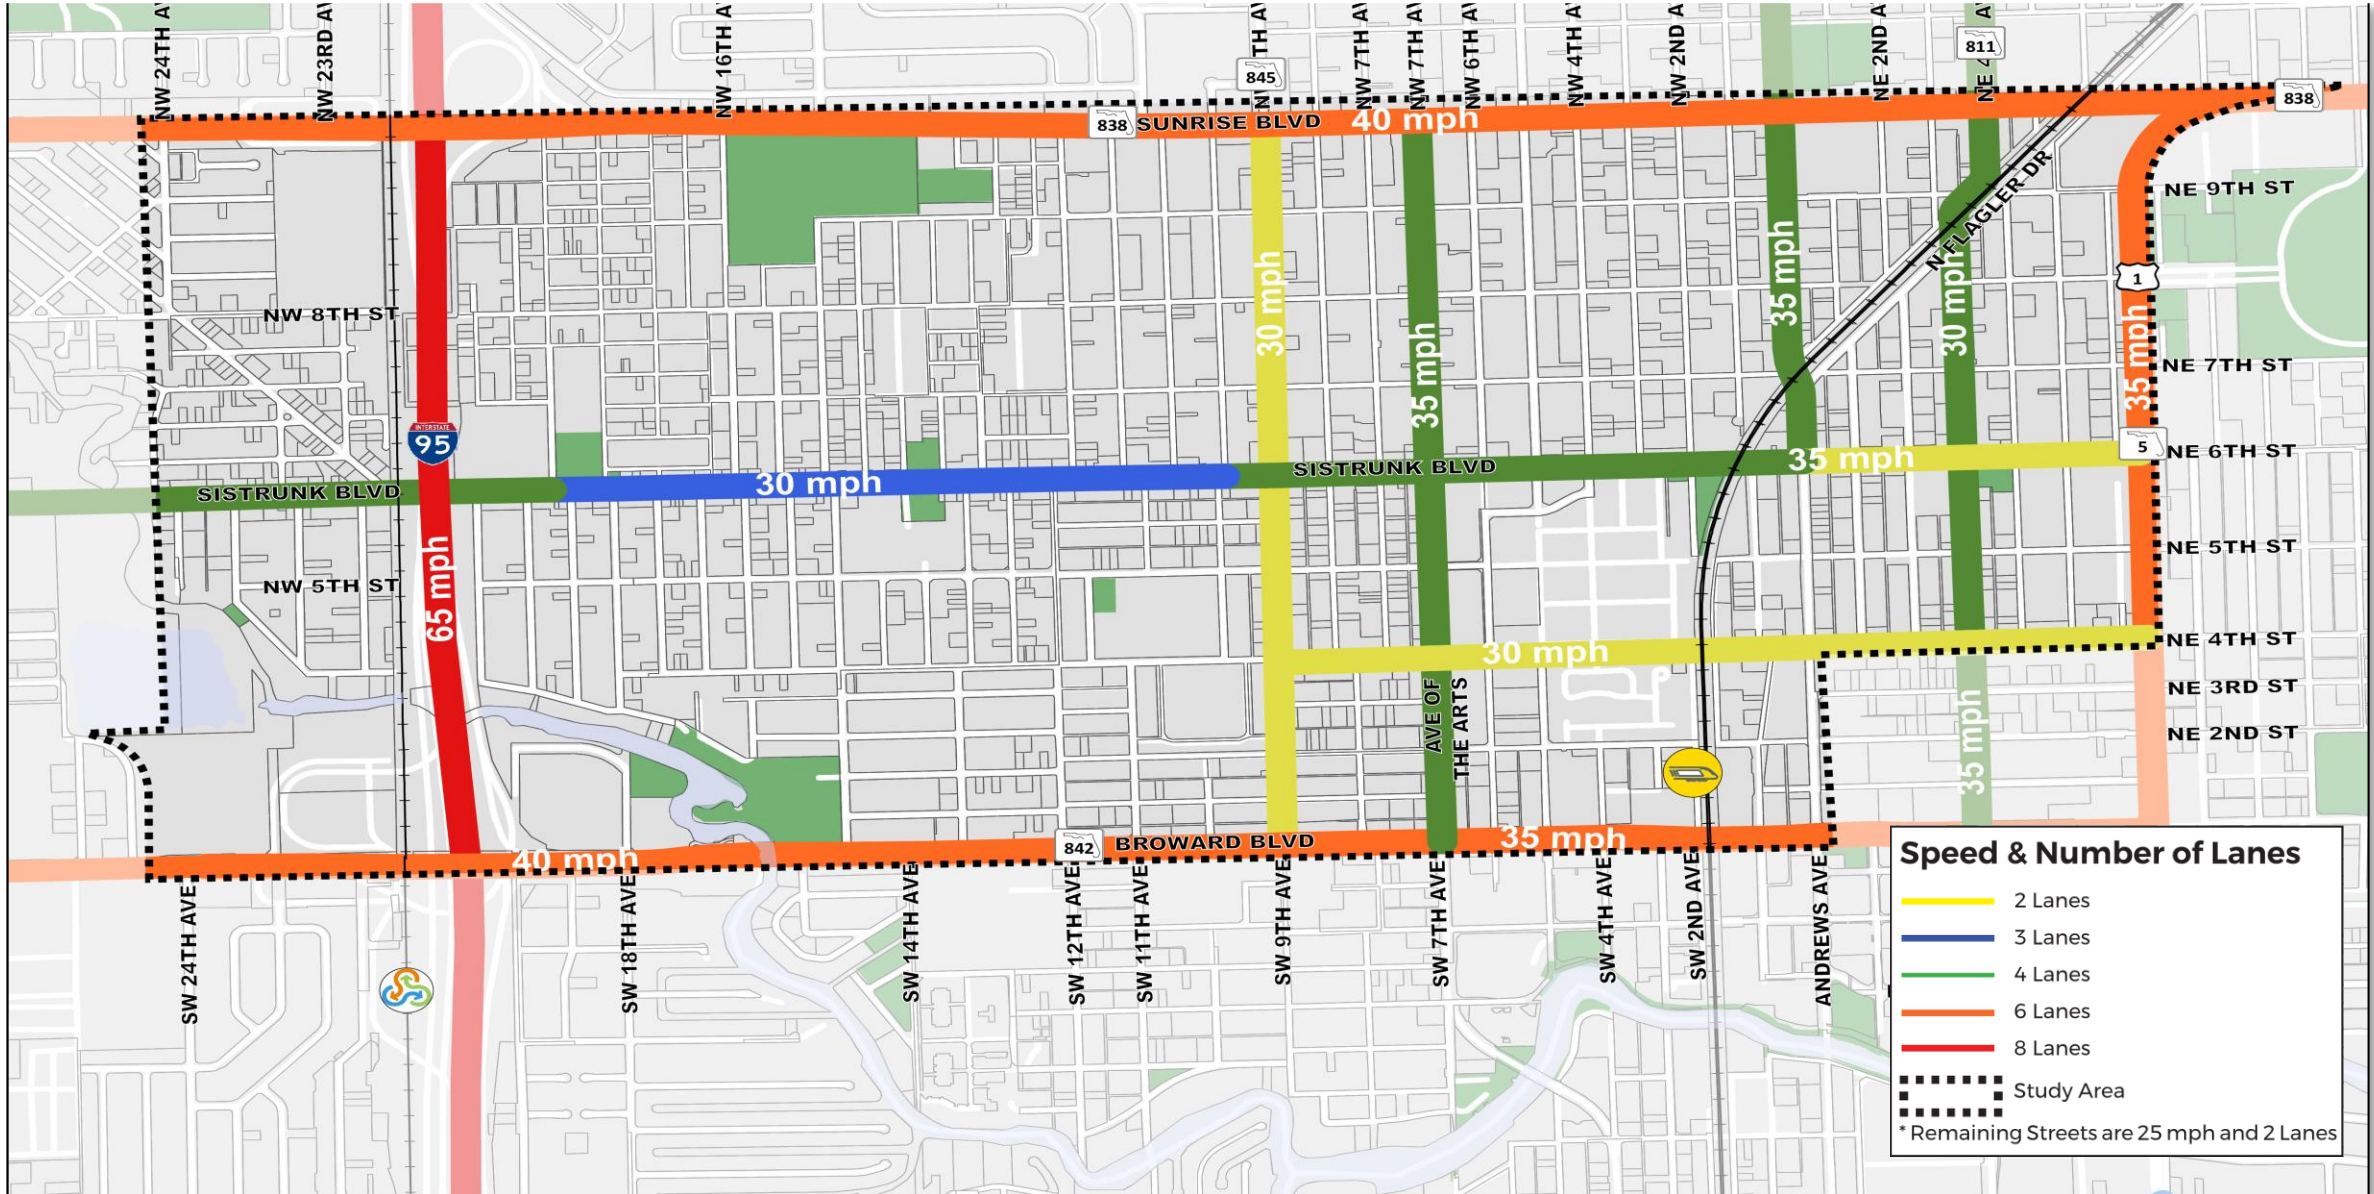 NW 24TH AV
NW 23RD AV
NW 16TH A
TH AV
NW 7TH A
NW 7TH AV
NW 6TH AV
NW 4TH A
NW 2ND A
NE 2ND A
NE 4
A
811
845
838
838 SUNRISE BLVD 40 mph
NE 9TH ST
N FLAGLER DR
1
30 mph
35 mph
35 mph
30 mph
35 mph
NW 8TH ST
NE 7TH ST
INTERSTATE
95
SISTRUNK BLVD
30 mph
SISTRUNK BLVD
35 mph
5
NE 6TH ST
NE 5TH ST
65 mph
NW 5TH ST
30 mph
NE 4TH ST
AVE OF
THE ARTS
NE 3RD ST
NE 2ND ST
35 mph
40 mph
842 BROWARD BLVD
35 mph
SW 24TH AVE
SW 18TH AVE
SW 14TH AVE
SW 12TH AVE
SW 11TH AVE
SW 9TH AVE
SW 7TH AVE
SW 4TH AVE
SW 2ND AVE
ANDREWS AVE
Speed & Number of Lanes
2 Lanes
3 Lanes
4 Lanes
6 Lanes
8 Lanes
Study Area
* Remaining Streets are 25 mph and 2 Lanes